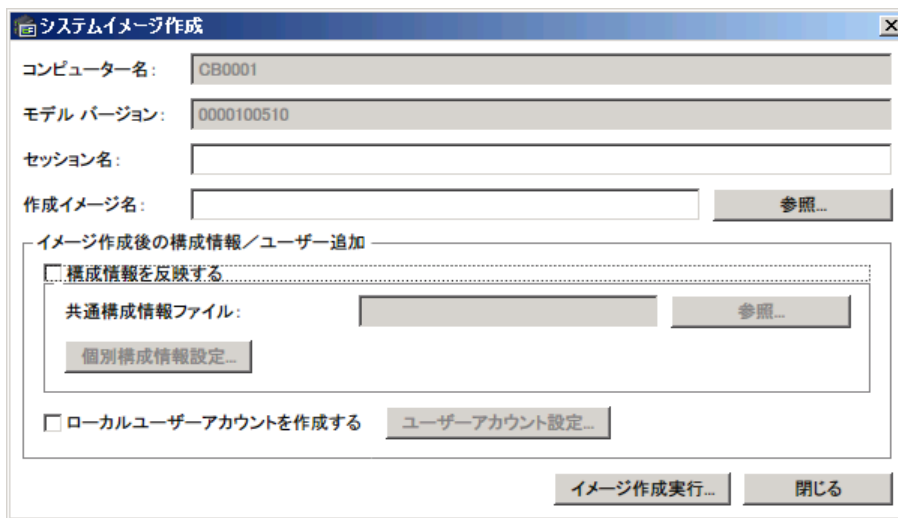 システムイメージ作成
コンピューター名： CB0001
モデル バージョン： 0000100510
セッション名：
作成イメージ名： 参照...
イメージ作成後の構成情報／ユーザー追加
構成情報を反映する
共通構成情報ファイル： 参照...
個別構成情報設定...
ローカルユーザーアカウントを作成する ユーザーアカウント設定...
イメージ作成実行... 閉じる